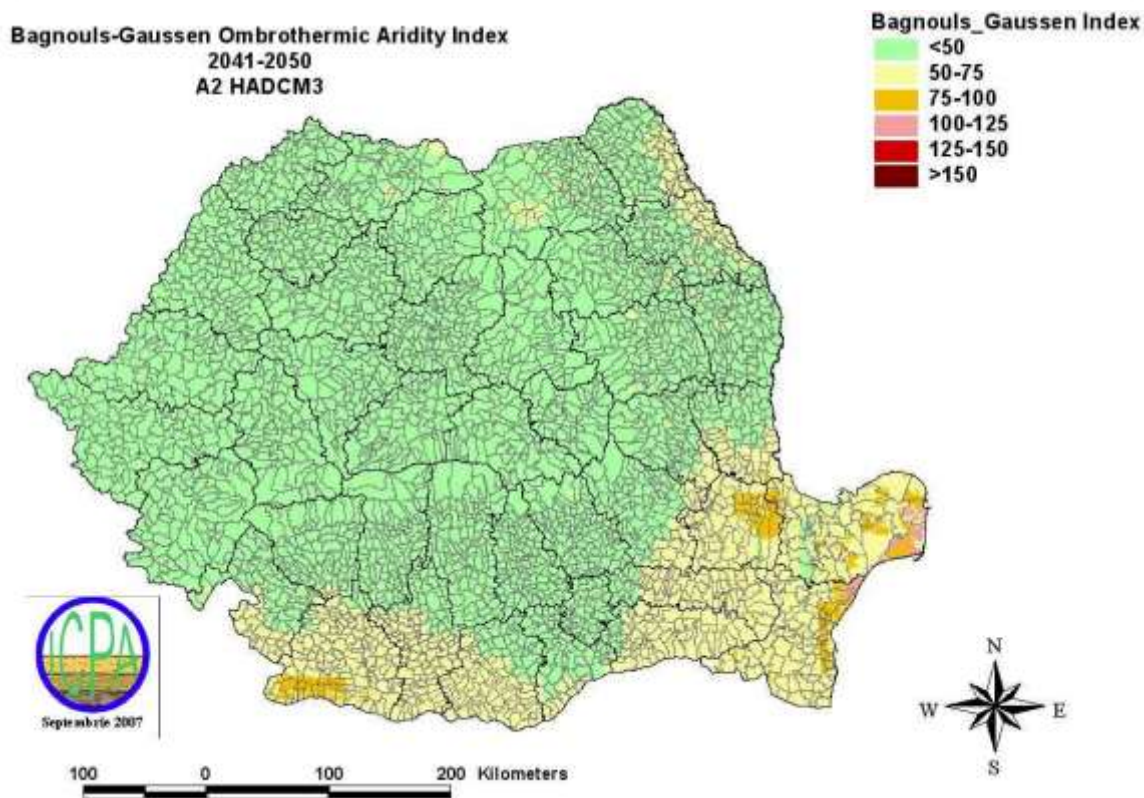 Bagnouls-Gaussen Ombrothermic Aridity Index
2041-2050
A2 HADCM3
Bagnouls_Gaussen Index
<50
50-75
75-100
100-125
125-150
>150
ICPA
Septembrie 2007
N
W E
S
100 0 100 200 Kilometers